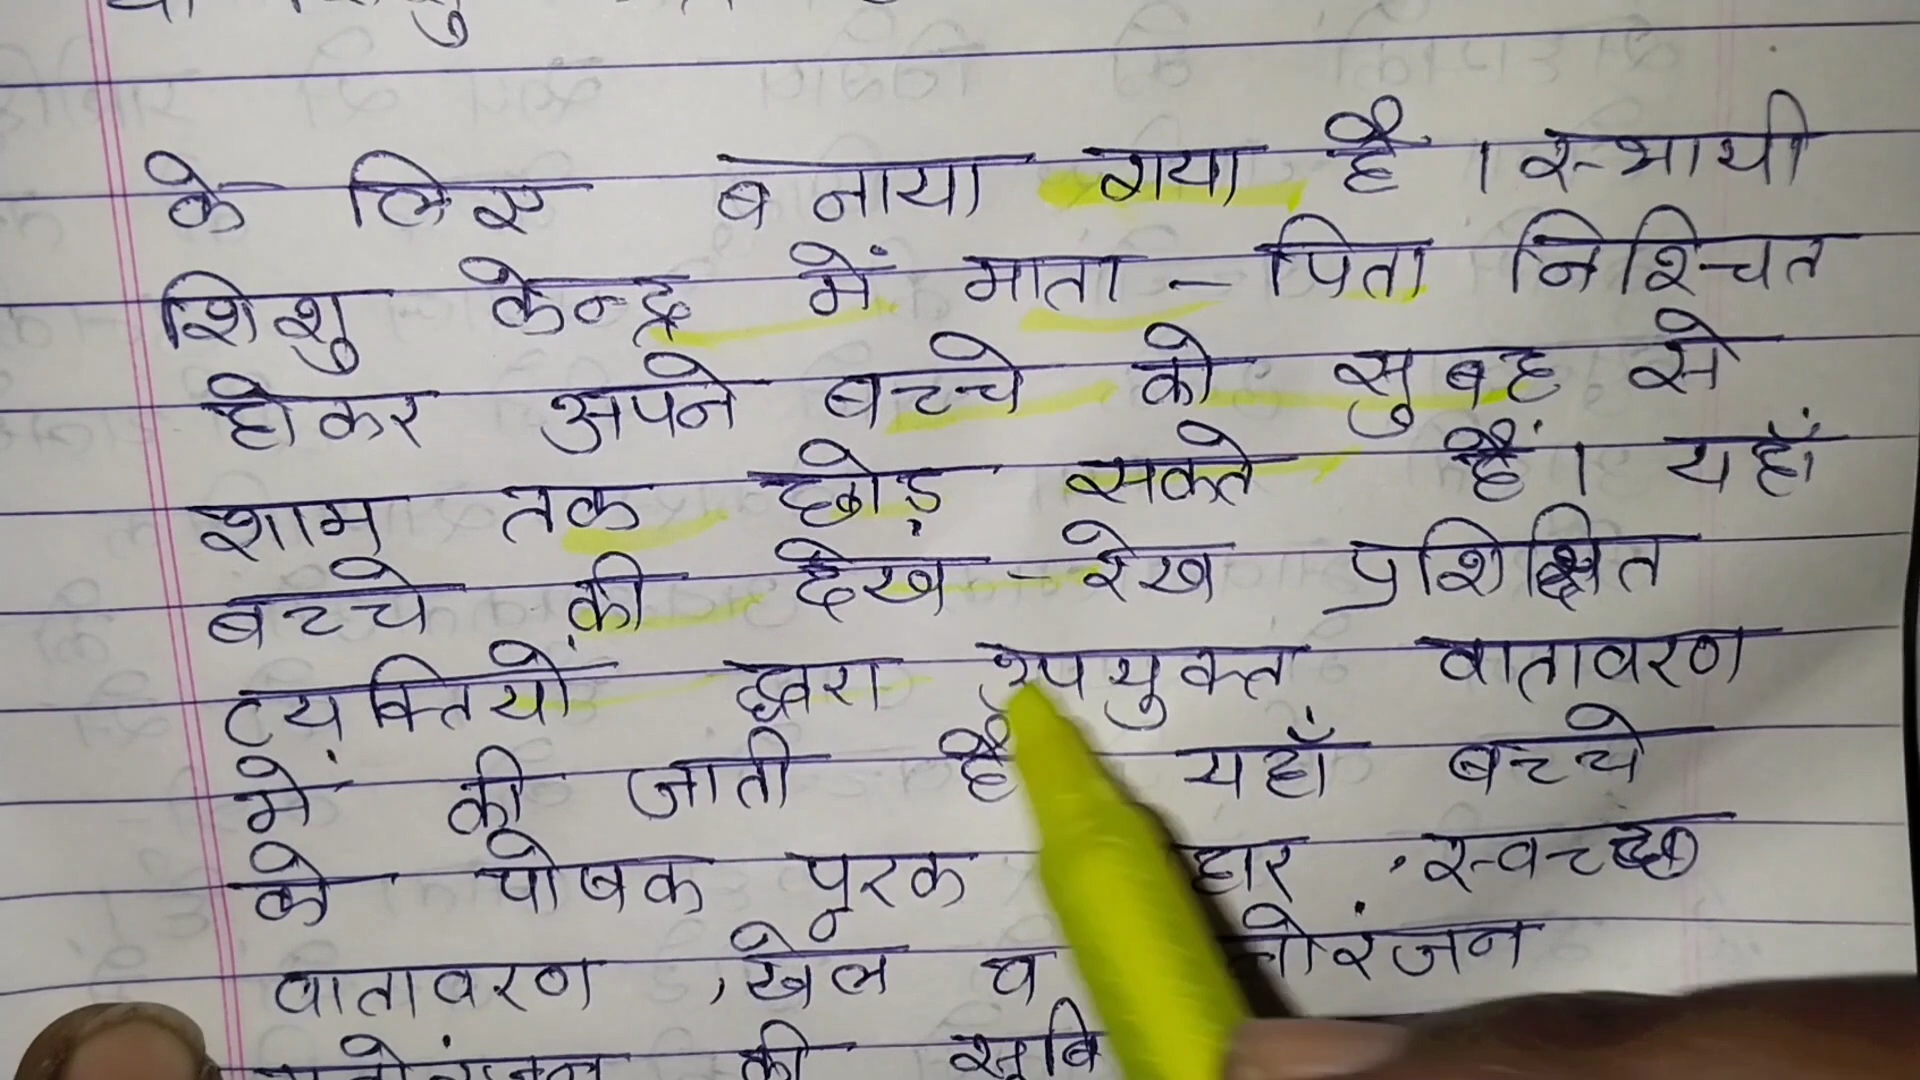 के लिए बनाया गया है । स्थायी
शिशु केन्द्र में माता - पिता निश्चित
होकर अपने बच्चे को सुबह से
शाम तक छोड़ सकते हैं । यहाँ
बच्चे की देख - रेख प्रशिक्षित
व्यक्तियों द्वारा उपयुक्त वातावरण
में की जाती है यहाँ बच्चे
को पोषक पूरक , स्वच्छ
वातावरण , खेल व
की